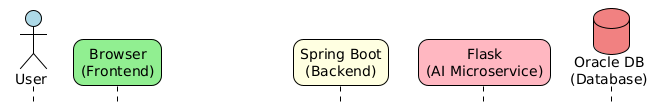 User
Browser
(Frontend)
Spring Boot
(Backend)
Flask
(AI Microservice)
Oracle DB
(Database)